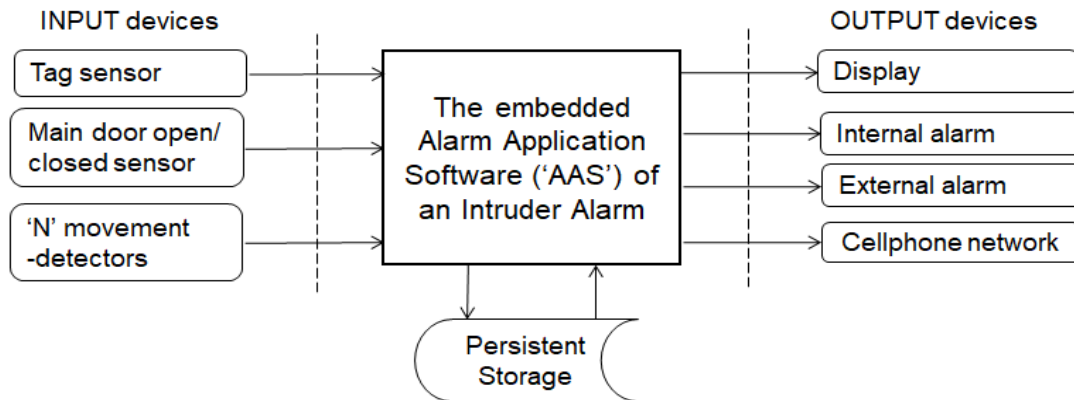 INPUT devices
OUTPUT devices
Tag sensor
Main door open/
closed sensor
‘N’ movement
-detectors
The embedded
Alarm Application
Software (‘AAS’) of
an Intruder Alarm
Display
Internal alarm
External alarm
Cellphone network
Persistent
Storage